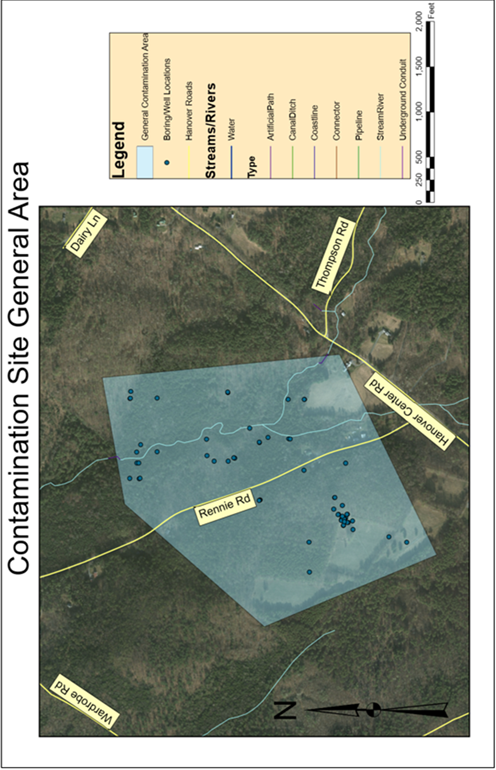 Contamination Site General Area
Dairy Ln
Thompson Rd
Hanover Center Rd
Rennie Rd
Wardrobe Rd
N
Legend
General Contamination Area
Boring/Well Locations
Hanover Roads
Streams/Rivers
Water
Type
ArtificialPath
CanalDitch
Coastline
Connector
Pipeline
StreamRiver
Underground Conduit
0 250 500 1,000 1,500 2,000
Feet